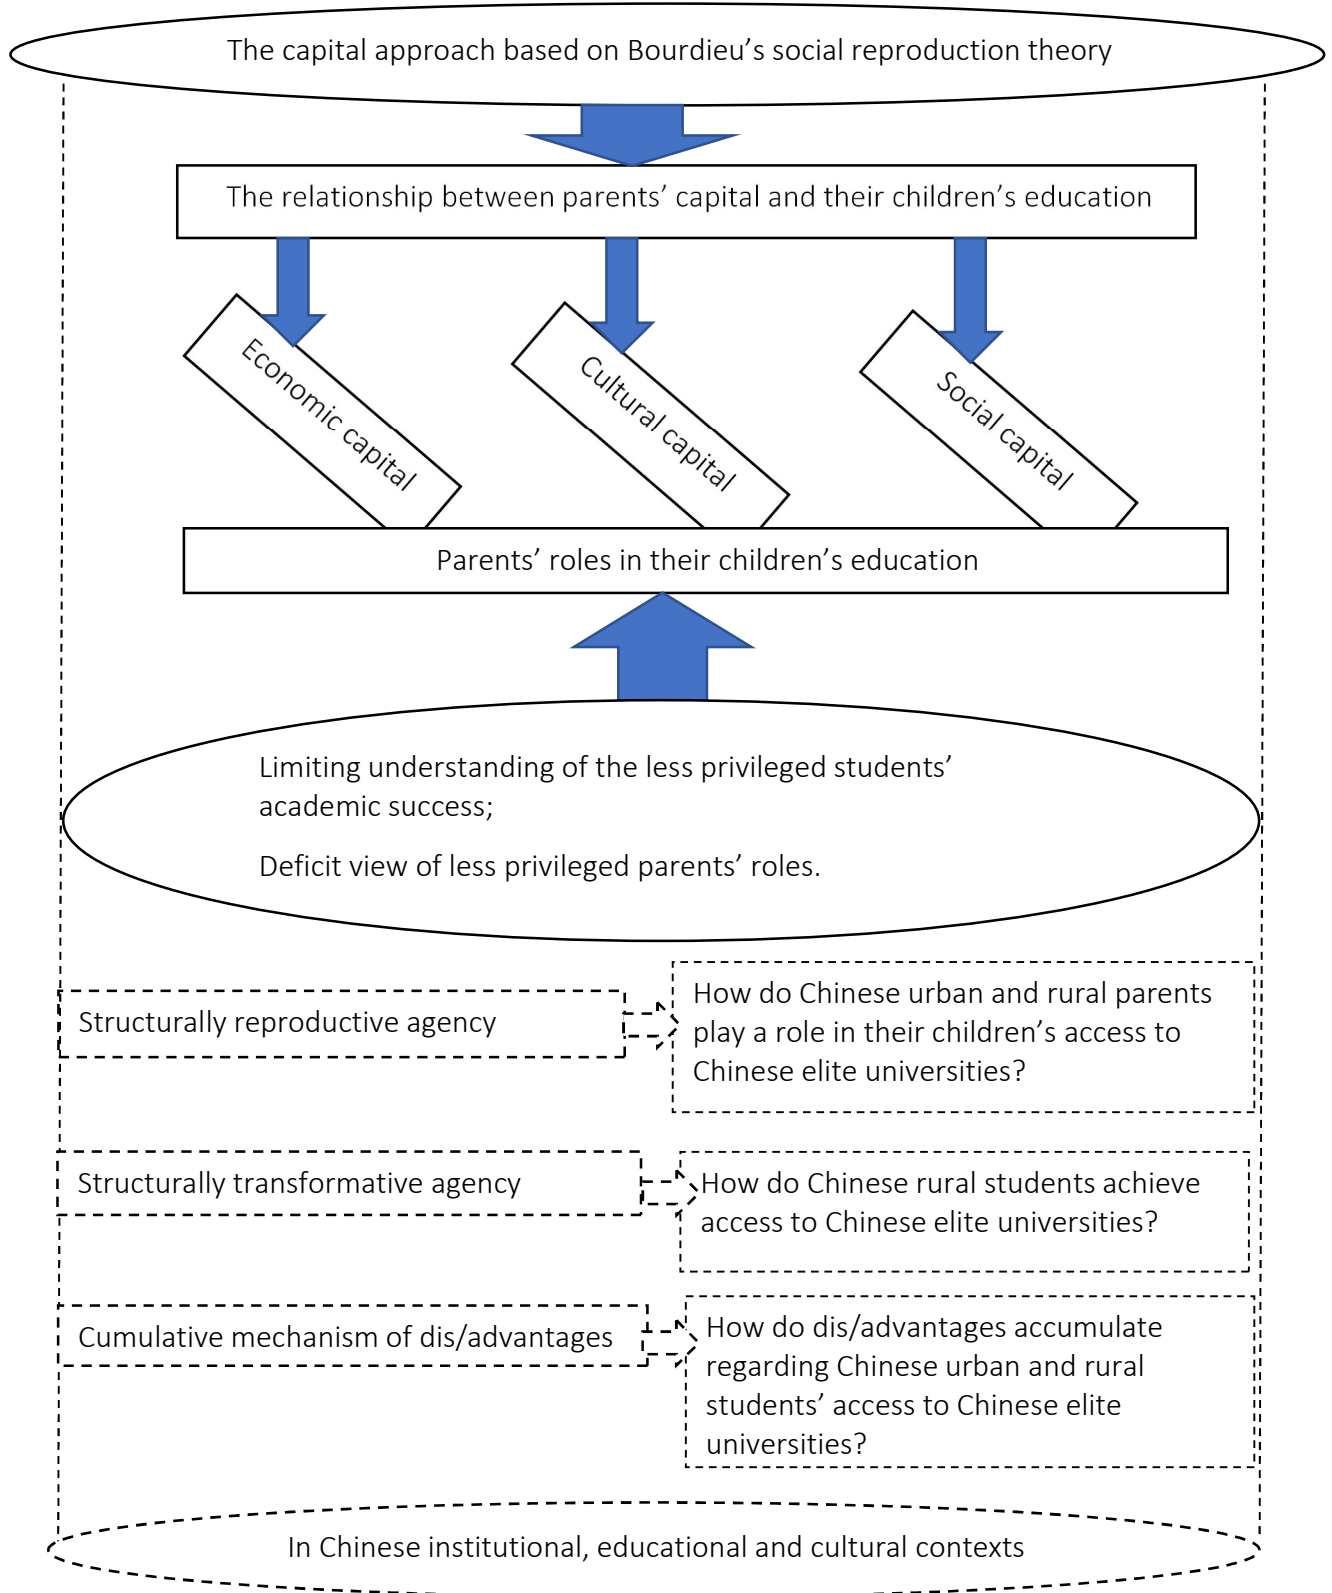 The capital approach based on Bourdieu’s social reproduction theory
The relationship between parents’ capital and their children’s education
Economic capital
Cultural capital
Social capital
Parents’ roles in their children’s education
Limiting understanding of the less privileged students’
academic success;
Deficit view of less privileged parents’ roles.
Structurally reproductive agency
How do Chinese urban and rural parents
play a role in their children’s access to
Chinese elite universities?
Structurally transformative agency
How do Chinese rural students achieve
access to Chinese elite universities?
Cumulative mechanism of dis/advantages
How do dis/advantages accumulate
regarding Chinese urban and rural
students’ access to Chinese elite
universities?
In Chinese institutional, educational and cultural contexts